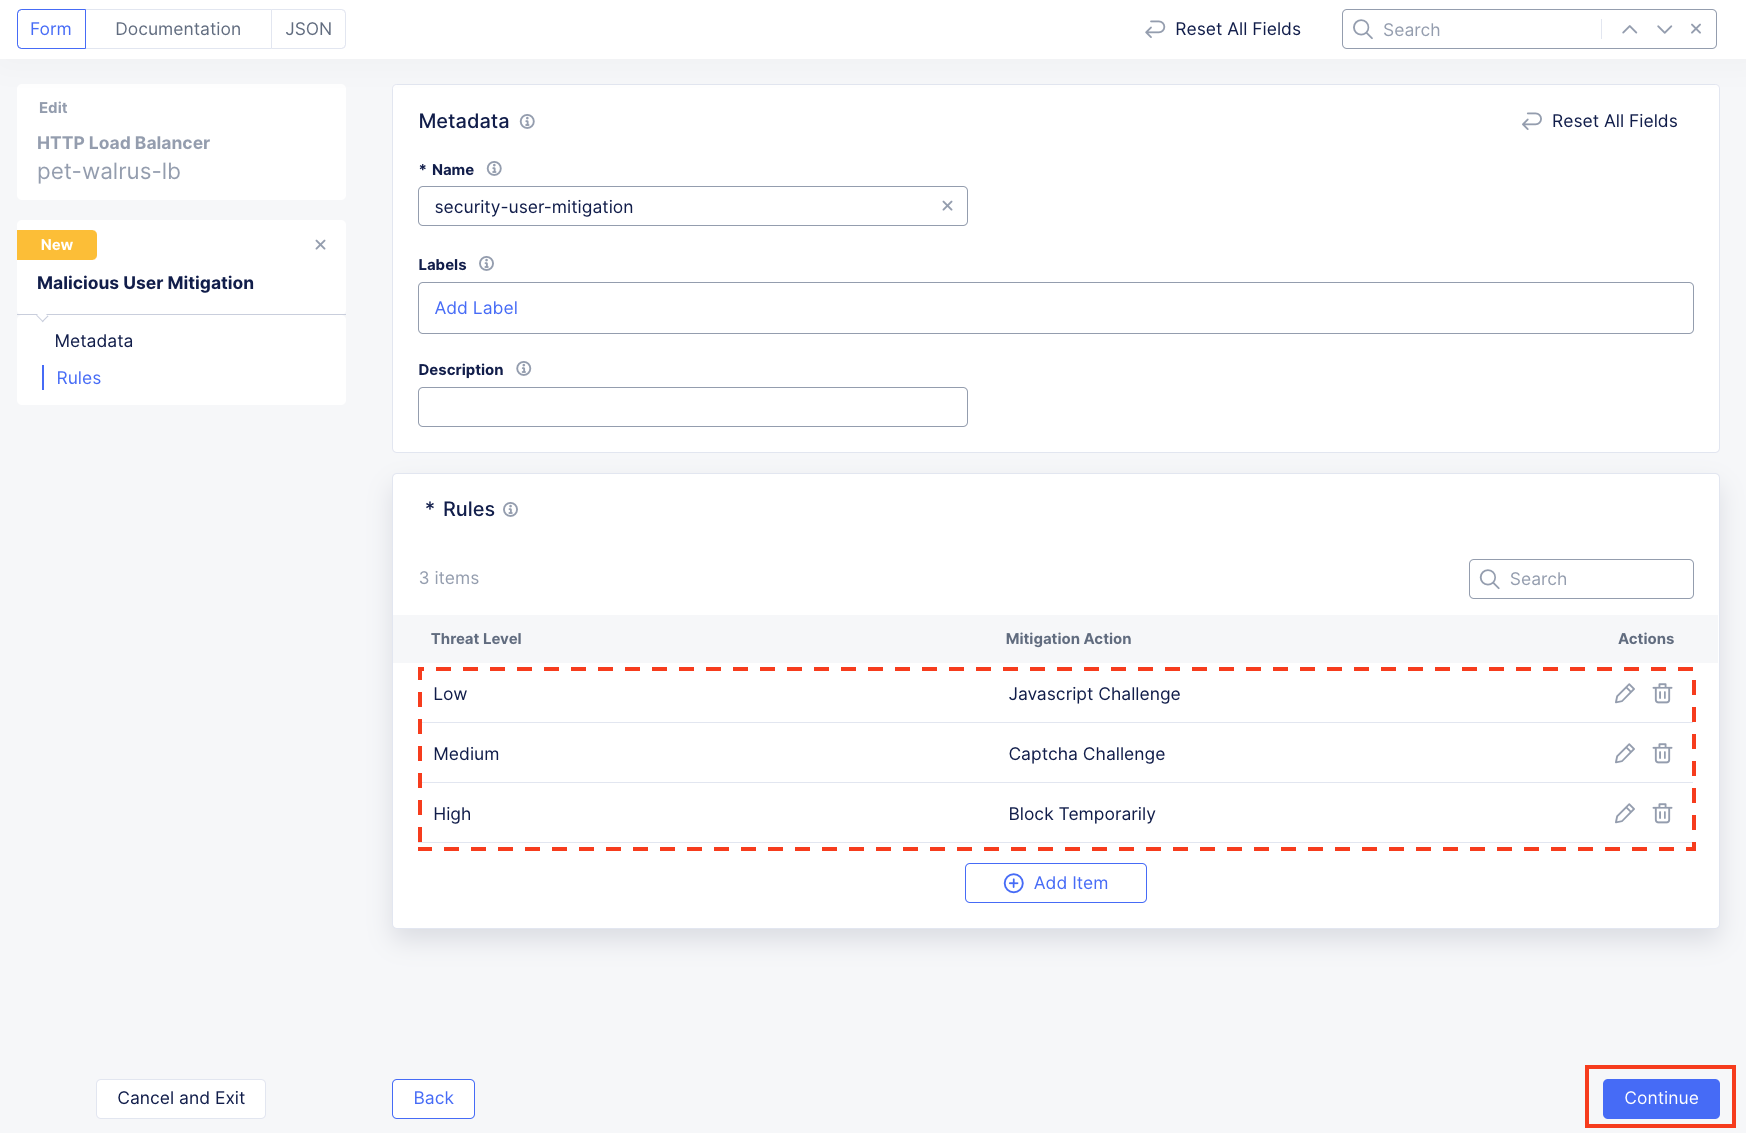 Form Documentation JSON Reset All Fields Search
Edit
HTTP Load Balancer
pet-walrus-lb
New
Malicious User Mitigation
Metadata
Rules
Metadata Reset All Fields
* Name
security-user-mitigation
Labels
Add Label
Description
* Rules
3 items Search
Threat Level Mitigation Action Actions
Low Javascript Challenge
Medium Captcha Challenge
High Block Temporarily
Add Item
Cancel and Exit Back Continue